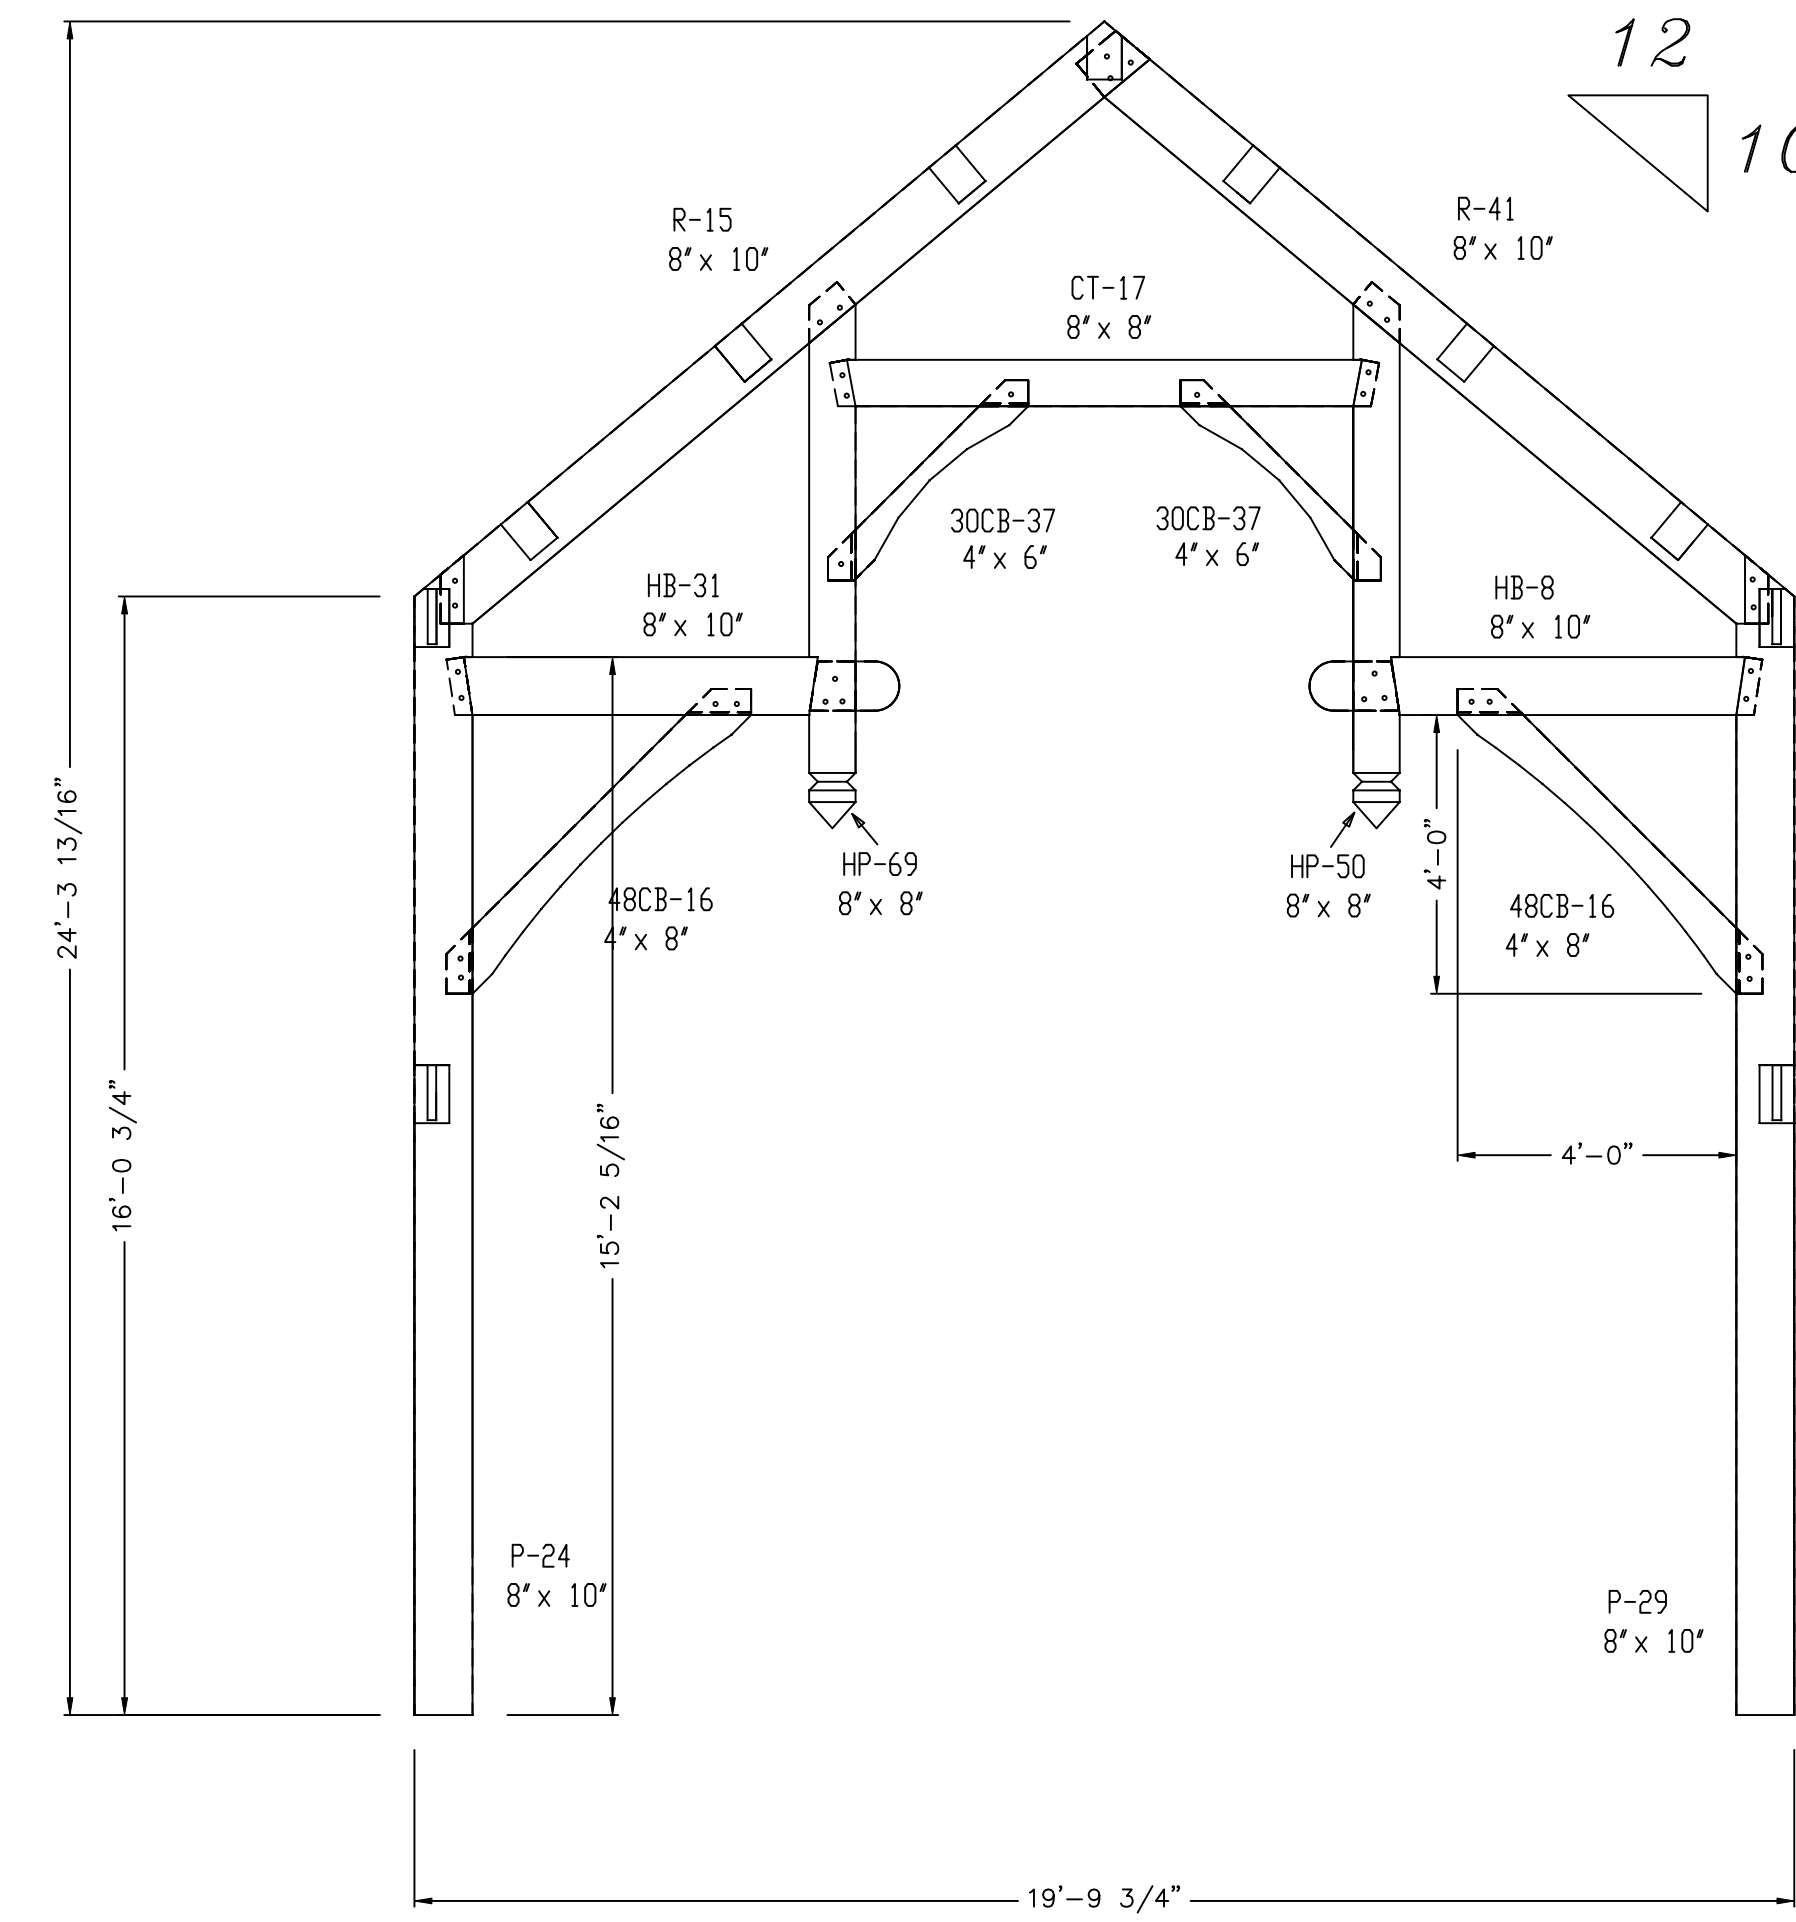 12
10
R-15
8" x 10"
R-41
8" x 10"
CT-17
8" x 8"
30CB-37
4" x 6"
30CB-37
4" x 6"
HB-31
8" x 10"
HB-8
8" x 10"
24'-3 13/16"
16'-0 3/4"
15'-2 5/16"
4'-0"
HP-69
8" x 8"
HP-50
8" x 8"
48CB-16
4" x 8"
48CB-16
4" x 8"
4'-0"
P-24
8" x 10"
P-29
8" x 10"
19'-9 3/4"